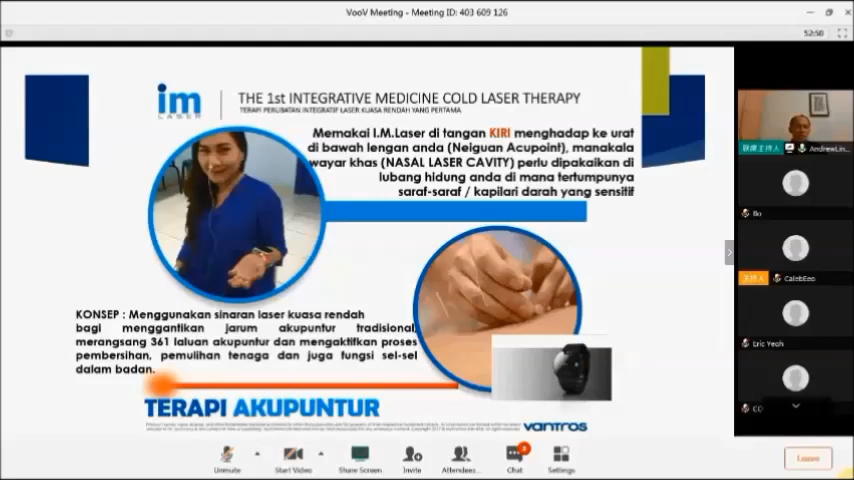 VooV Meeting - Meeting ID: 403 609 126
52:50
im
LASER
THE 1st INTEGRATIVE MEDICINE COLD LASER THERAPY
TERAPI PERUBATAN INTEGRATIF LASER KUASA RENDAH YANG PERTAMA
Memakai I.M.Laser di tangan KIRI menghadap ke urat
di bawah lengan anda (Neiguan Acupoint), manakala
wayar khas (NASAL LASER CAVITY) perlu dipakaikan di
lubang hidung anda di mana tertumpunya
saraf-saraf / kapilari darah yang sensitif
KONSEP : Menggunakan sinaran laser kuasa rendah
bagi menggantikan jarum akupuntur tradisional,
merangsang 361 laluan akupuntur dan mengaktifkan proses
pembersihan, pemulihan tenaga dan juga fungsi sel-sel
dalam badan.
TERAPI AKUPUNTUR
vantros
AndrewLin...
Bo
主持人
CalebEeo
Eric Yeah
CO
Unmute
Start Video
Share Screen
Invite
Attendees...
Chat
Settings
Leave